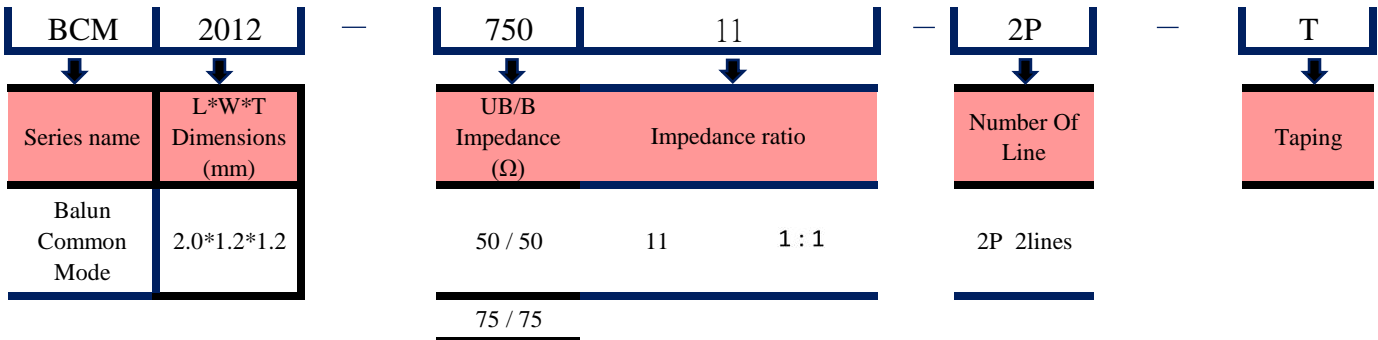 BCM 2012 — 750 11 — 2P — T
Series name
L*W*T
Dimensions
(mm)
UB/B
Impedance
(Ω)
Impedance ratio
Number Of
Line
Taping
Balun
Common
Mode
2.0*1.2*1.2
50 / 50
11 1 : 1
2P 2lines
75 / 75